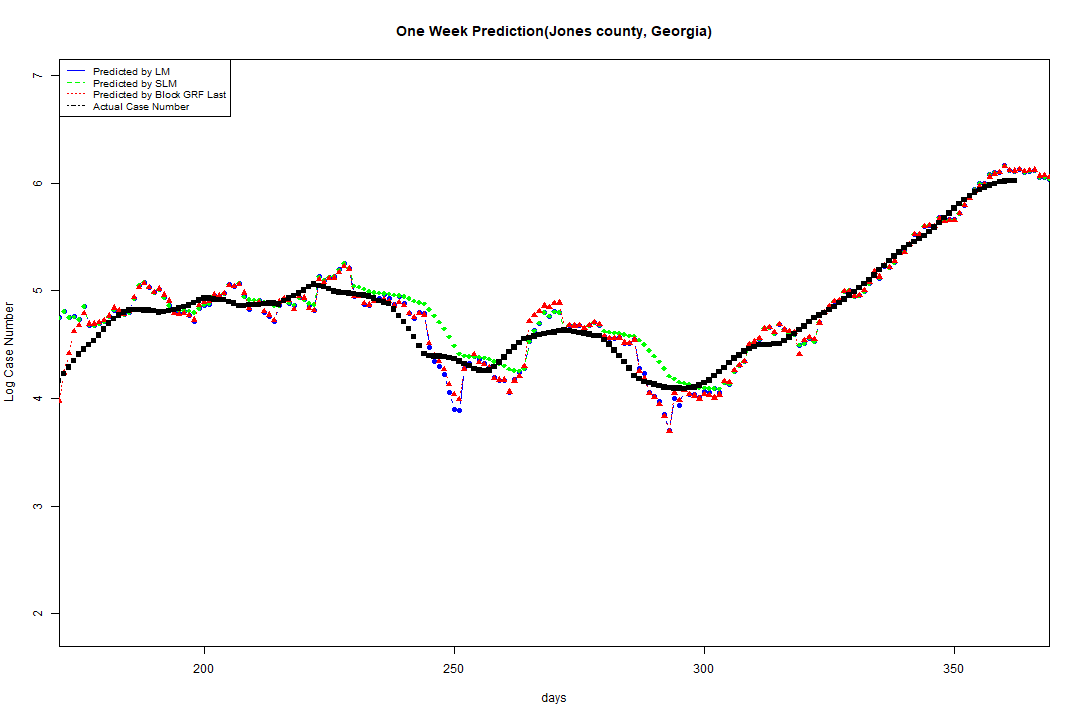 One Week Prediction(Jones county, Georgia)
Predicted by LM
Predicted by SLM
Predicted by Block GRF Last
Actual Case Number
7
6
5
4
3
2
Log Case Number
200 250 300 350
days